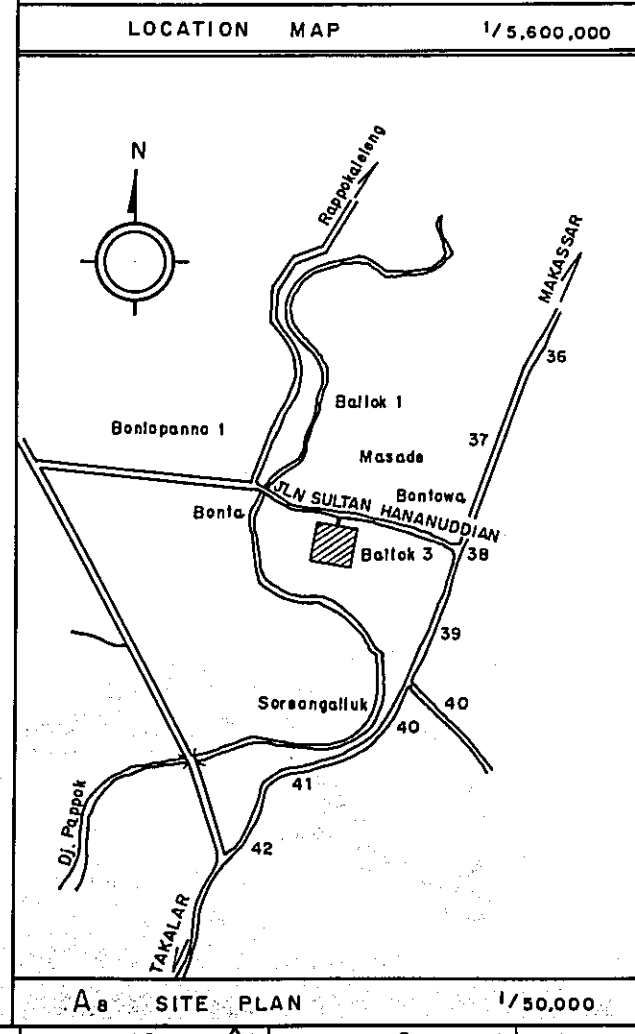 LOCATION MAP 1/5,600,000
N
Rappokaleleng
MAKASSAR
36
Ballok 1
Bontopanno 1
37
Masade
Bontowa
JLN SULTAN HANANUDDIAN
Bonta
Ballok 3
38
39
Sorsongalluk
40
40
41
Dj. Pappok
42
TAKALAR
A8 SITE PLAN 1/50,000